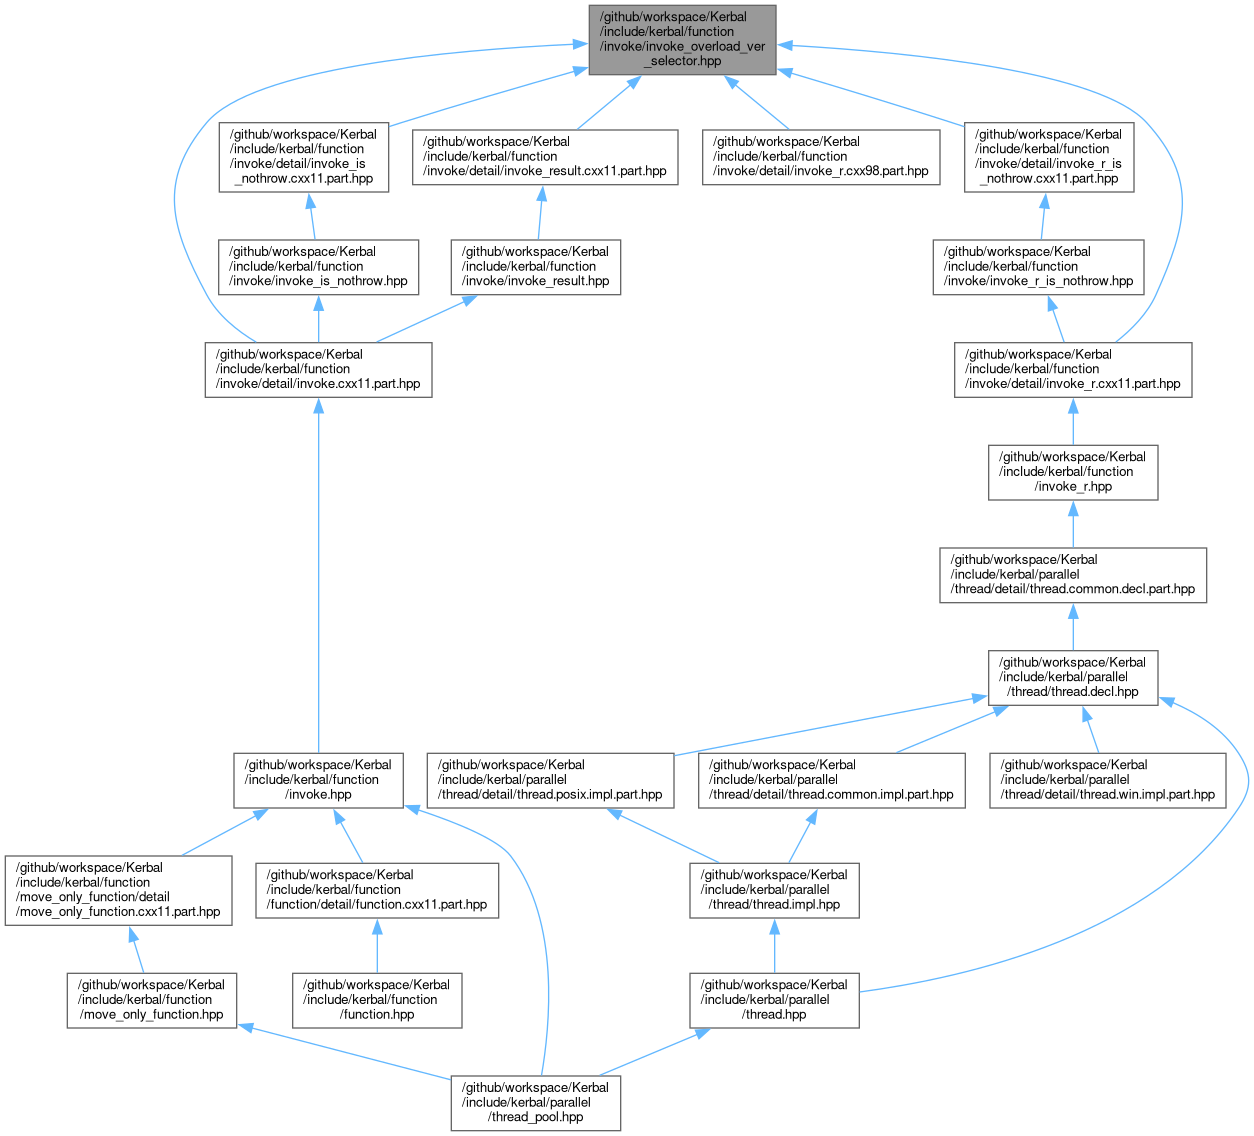 /github/workspace/Kerbal
/include/kerbal/function
/invoke/invoke_overload_ver
_selector.hpp
/github/workspace/Kerbal
/include/kerbal/function
/invoke/detail/invoke_is
_nothrow.cxx11.part.hpp
/github/workspace/Kerbal
/include/kerbal/function
/invoke/detail/invoke_result.cxx11.part.hpp
/github/workspace/Kerbal
/include/kerbal/function
/invoke/detail/invoke_r.cxx98.part.hpp
/github/workspace/Kerbal
/include/kerbal/function
/invoke/detail/invoke_r_is
_nothrow.cxx11.part.hpp
/github/workspace/Kerbal
/include/kerbal/function
/invoke/invoke_is_nothrow.hpp
/github/workspace/Kerbal
/include/kerbal/function
/invoke/invoke_result.hpp
/github/workspace/Kerbal
/include/kerbal/function
/invoke/invoke_r_is_nothrow.hpp
/github/workspace/Kerbal
/include/kerbal/function
/invoke/detail/invoke.cxx11.part.hpp
/github/workspace/Kerbal
/include/kerbal/function
/invoke/detail/invoke_r.cxx11.part.hpp
/github/workspace/Kerbal
/include/kerbal/function
/invoke_r.hpp
/github/workspace/Kerbal
/include/kerbal/parallel
/thread/detail/thread.common.decl.part.hpp
/github/workspace/Kerbal
/include/kerbal/parallel
/thread/thread.decl.hpp
/github/workspace/Kerbal
/include/kerbal/function
/invoke.hpp
/github/workspace/Kerbal
/include/kerbal/parallel
/thread/detail/thread.posix.impl.part.hpp
/github/workspace/Kerbal
/include/kerbal/parallel
/thread/detail/thread.common.impl.part.hpp
/github/workspace/Kerbal
/include/kerbal/parallel
/thread/detail/thread.win.impl.part.hpp
/github/workspace/Kerbal
/include/kerbal/function
/move_only_function/detail
/move_only_function.cxx11.part.hpp
/github/workspace/Kerbal
/include/kerbal/function
/function/detail/function.cxx11.part.hpp
/github/workspace/Kerbal
/include/kerbal/parallel
/thread/thread.impl.hpp
/github/workspace/Kerbal
/include/kerbal/function
/move_only_function.hpp
/github/workspace/Kerbal
/include/kerbal/function
/function.hpp
/github/workspace/Kerbal
/include/kerbal/parallel
/thread.hpp
/github/workspace/Kerbal
/include/kerbal/parallel
/thread_pool.hpp